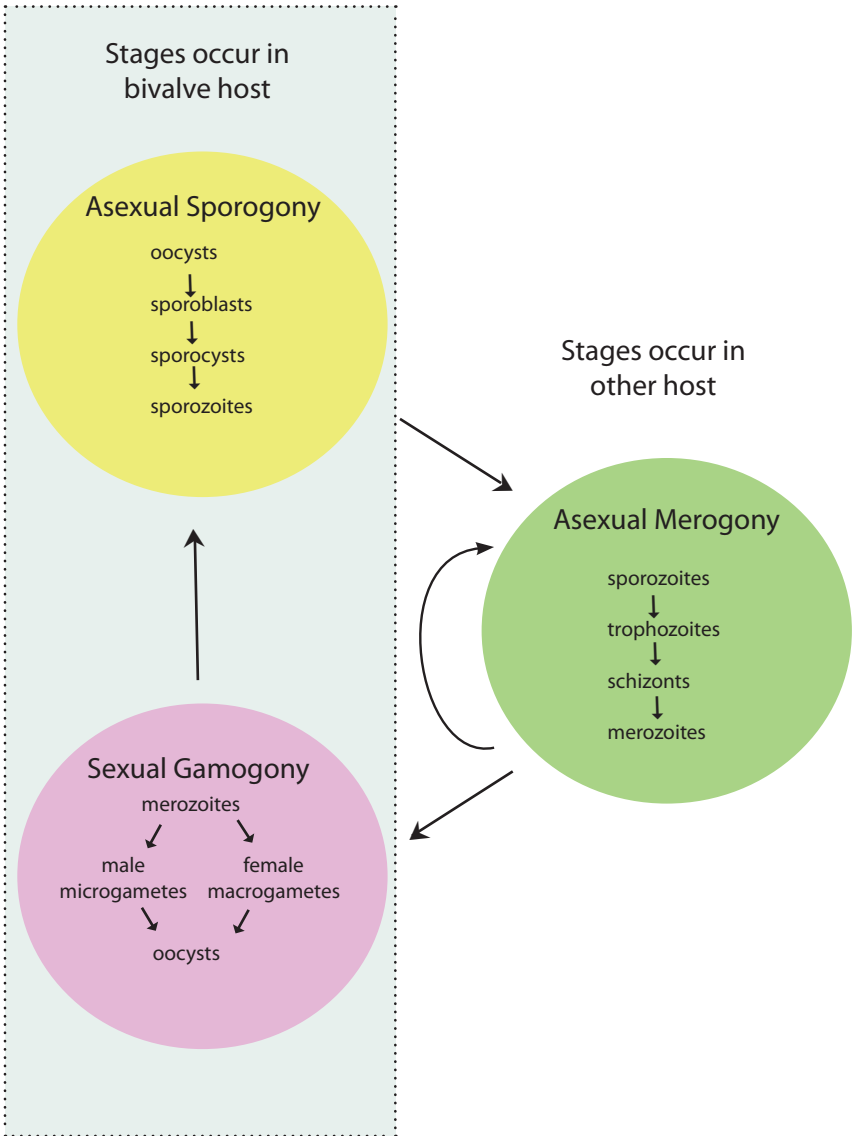 Stages occur in
bivalve host
Asexual Sporogony
oocysts
sporoblasts
sporocysts
sporozoites
Stages occur in
other host
Asexual Merogony
sporozoites
trophozoites
schizonts
merozoites
Sexual Gamogony
merozoites
male
microgametes
female
macrogametes
oocysts